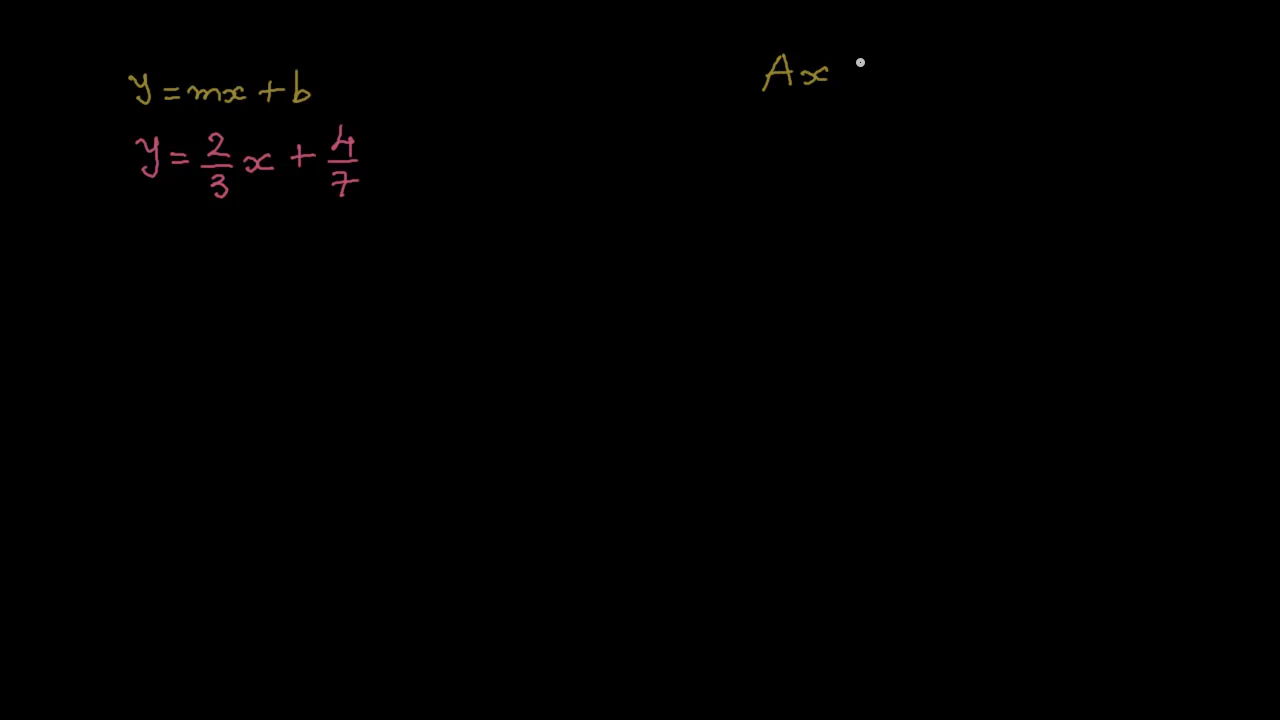 y = mx + b
y = 2/3 x + 4/7
Ax